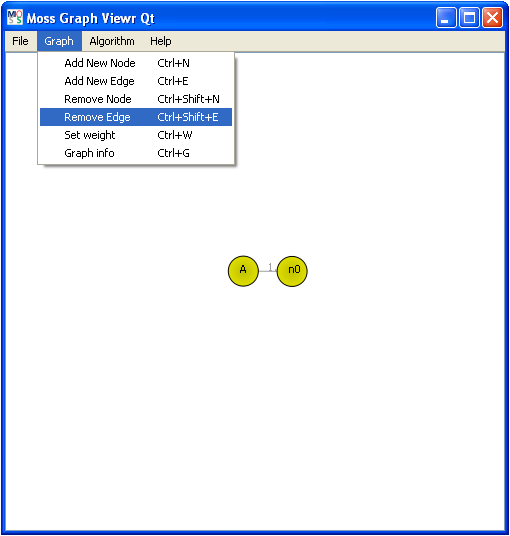 Moss Graph Viewr Qt
File Graph Algorithm Help
Add New Node Ctrl+N
Add New Edge Ctrl+E
Remove Node Ctrl+Shift+N
Remove Edge Ctrl+Shift+E
Set weight Ctrl+W
Graph info Ctrl+G
A 1 n0